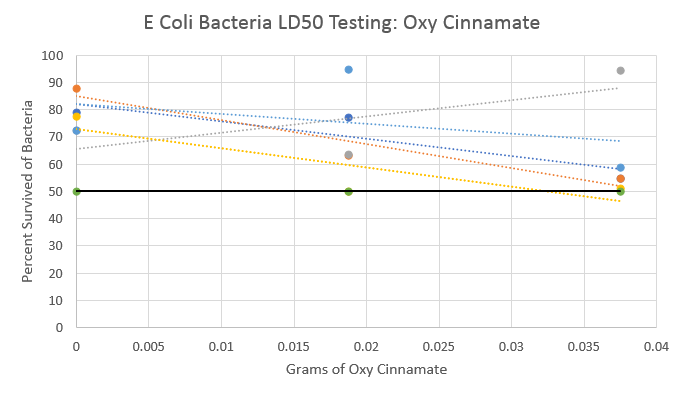 E Coli Bacteria LD50 Testing: Oxy Cinnamate
Percent Survived of Bacteria
100
90
80
70
60
50
40
30
20
10
0
0 0.005 0.01 0.015 0.02 0.025 0.03 0.035 0.04
Grams of Oxy Cinnamate